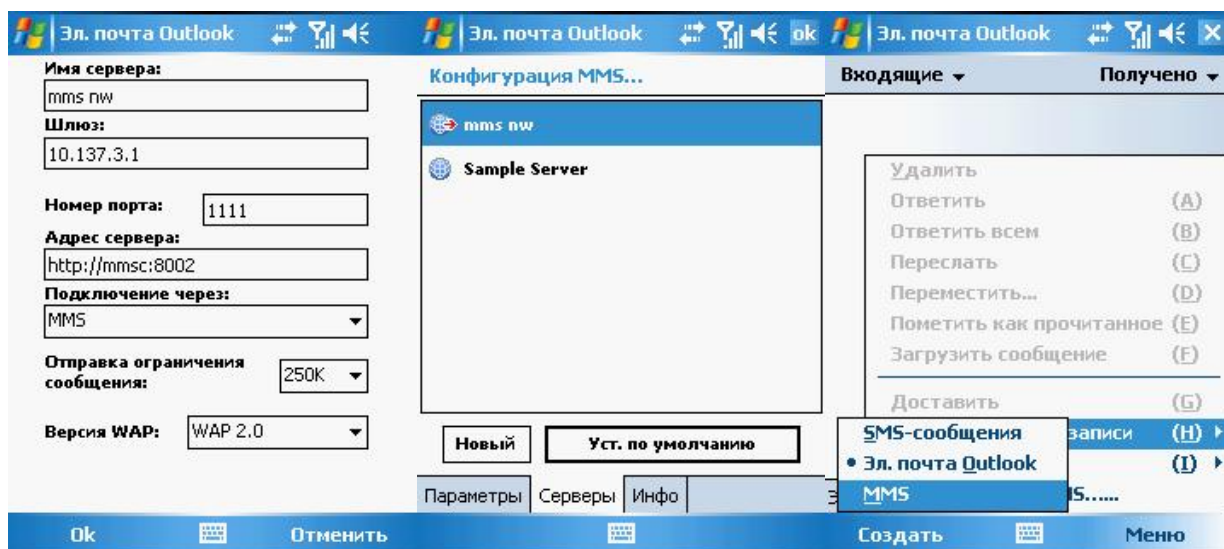 Эл. почта Outlook
Имя сервера:
mms nw
Шлюз:
10.137.3.1
Номер порта:
1111
Адрес сервера:
http://mmsc:8002
Подключение через:
MMS
Отправка ограничения
сообщения:
250K
Версия WAP:
WAP 2.0
Ok
Отменить
Эл. почта Outlook
ok
Конфигурация MMS...
mms nw
Sample Server
Новый
Уст. по умолчанию
Параметры
Серверы
Инфо
Эл. почта Outlook
Входящие
Получено
Удалить
Ответить (A)
Ответить всем (B)
Переслать (C)
Переместить... (D)
Пометить как прочитанное (E)
Загрузить сообщение (F)
Доставить (G)
записи (H)
(I)
SMS-сообщения
Эл. почта Outlook
MMS
Создать
Меню